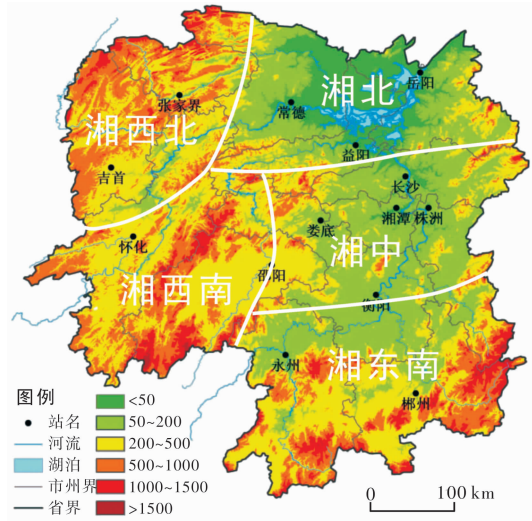 湘北
岳阳
张家界
常德
湘西北
益阳
吉首
长沙
湘潭 株洲
怀化
娄底
湘中
邵阳
湘西南
衡阳
永州
湘东南
郴州
图例
站名
河流
湖泊
市州界
省界
<50
50~200
200~500
500~1000
1000~1500
>1500
0 100 km